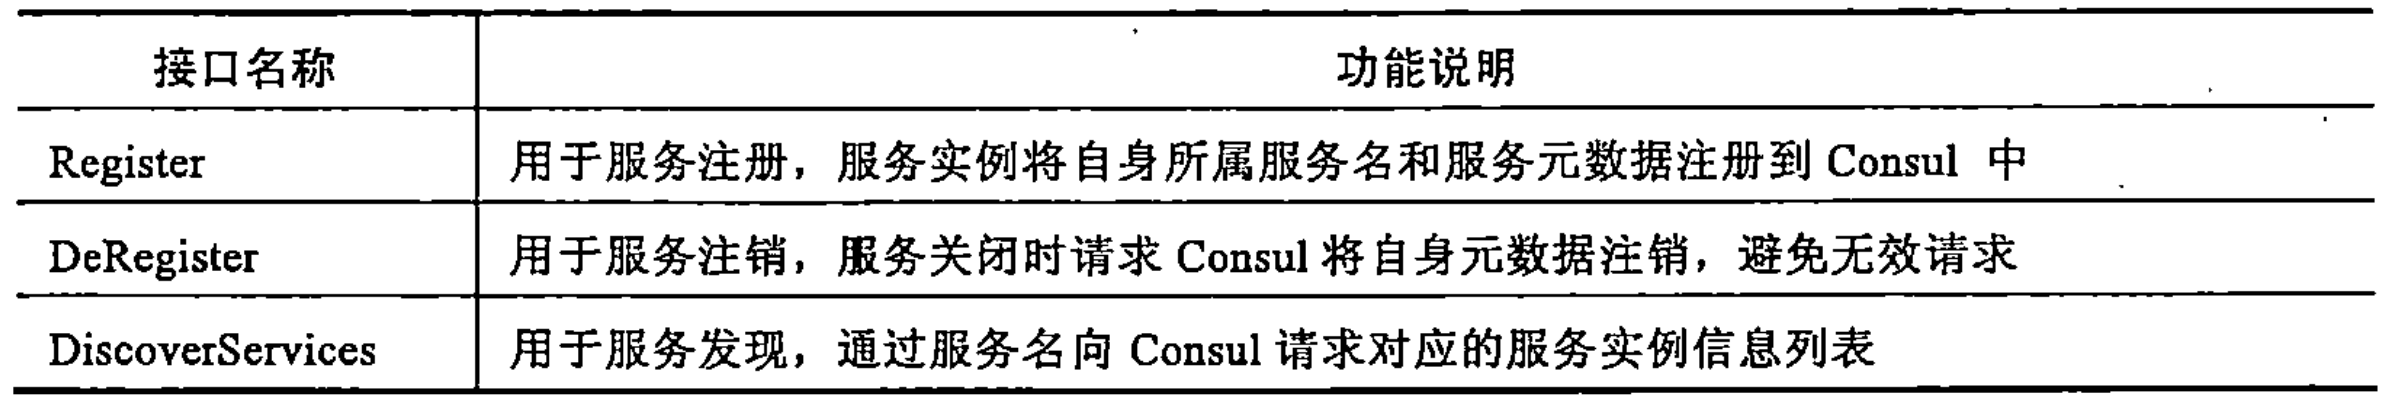 接口名称 功能说明
Register 用于服务注册，服务实例将自身所属服务名和服务元数据注册到 Consul 中
DeRegister 用于服务注销，服务关闭时请求 Consul 将自身元数据注销，避免无效请求
DiscoverServices 用于服务发现，通过服务名向 Consul 请求对应的服务实例信息列表